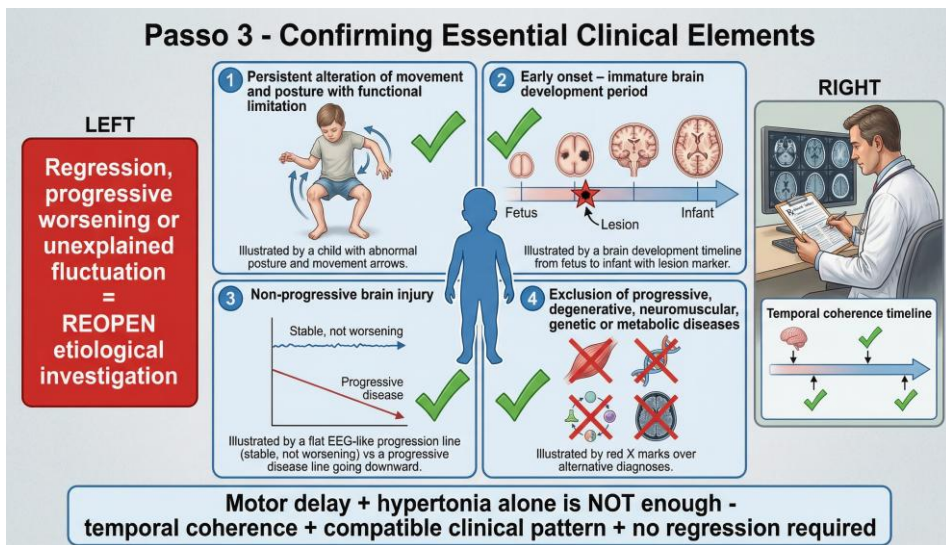 Passo 3 - Confirming Essential Clinical Elements
LEFT
Regression,
progressive
worsening or
unexplained
fluctuation
=
REOPEN
etiological
investigation
1
Persistent alteration of movement
and posture with functional
limitation
Illustrated by a child with abnormal
posture and movement arrows.
2
Early onset – immature brain
development period
Fetus
Lesion
Infant
Illustrated by a brain development timeline
from fetus to infant with lesion marker.
3
Non-progressive brain injury
Stable, not worsening
Progressive
disease
Illustrated by a flat EEG-like progression line
(stable, not worsening) vs a progressive
disease line going downward.
4
Exclusion of progressive,
degenerative, neuromuscular,
genetic or metabolic diseases
Illustrated by red X marks over
alternative diagnoses.
RIGHT
Temporal coherence timeline
Motor delay + hypertonia alone is NOT enough -
temporal coherence + compatible clinical pattern + no regression required